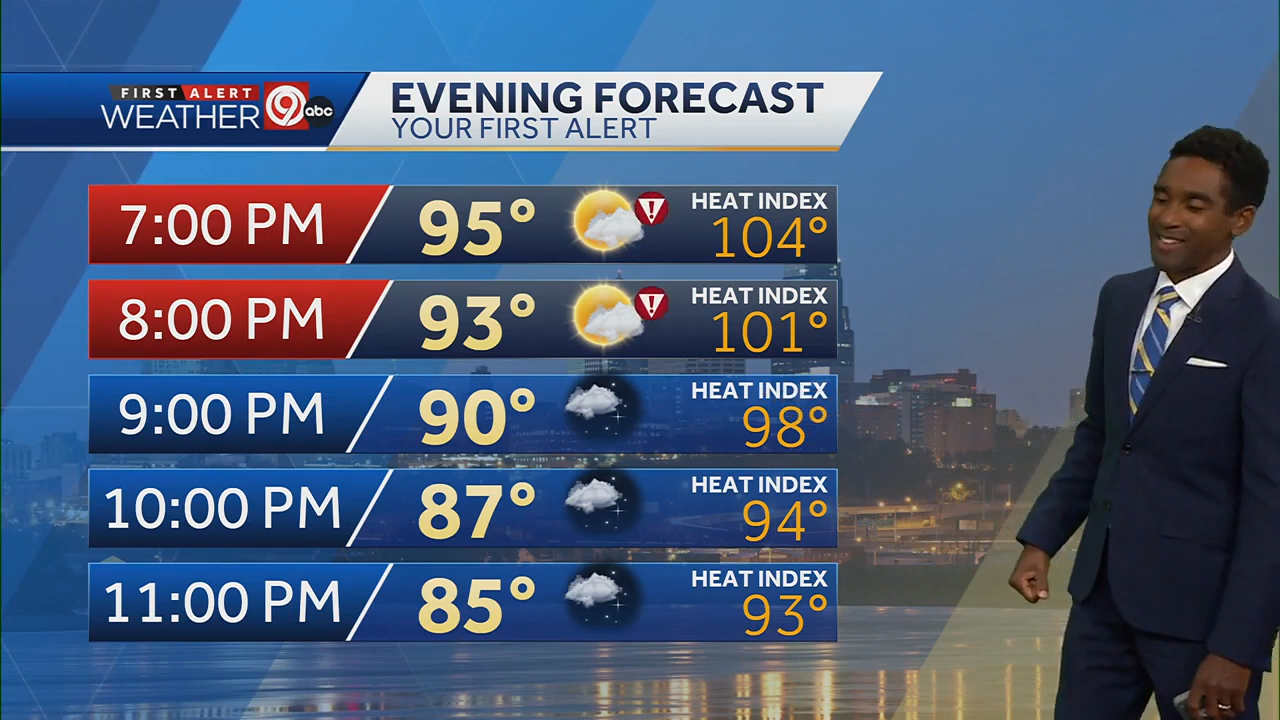 FIRST ALERT
WEATHER 9 abc
EVENING FORECAST
YOUR FIRST ALERT
7:00 PM 95° ! HEAT INDEX 104°
8:00 PM 93° ! HEAT INDEX 101°
9:00 PM 90° HEAT INDEX 98°
10:00 PM 87° HEAT INDEX 94°
11:00 PM 85° HEAT INDEX 93°